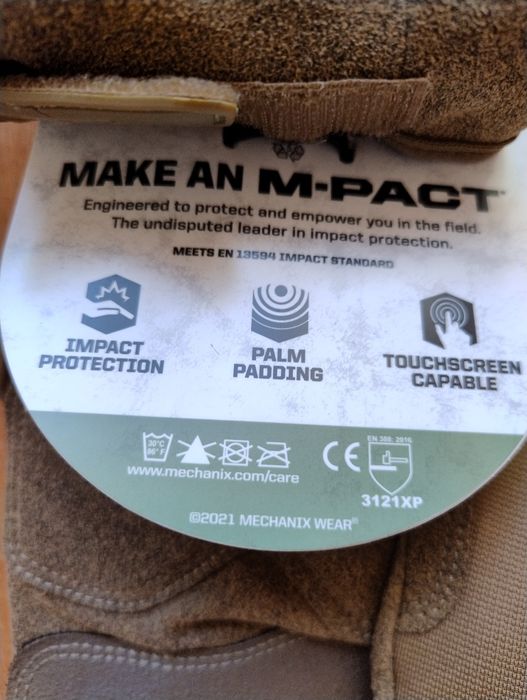 MAKE AN M-PACT
Engineered to protect and empower you in the field.
The undisputed leader in impact protection.
MEETS EN 13594 IMPACT STANDARD
IMPACT
PROTECTION
PALM
PADDING
TOUCHSCREEN
CAPABLE
30°C
86°F
www.mechanix.com/care
CE
EN 388: 2016
3121XP
©2021 MECHANIX WEAR®